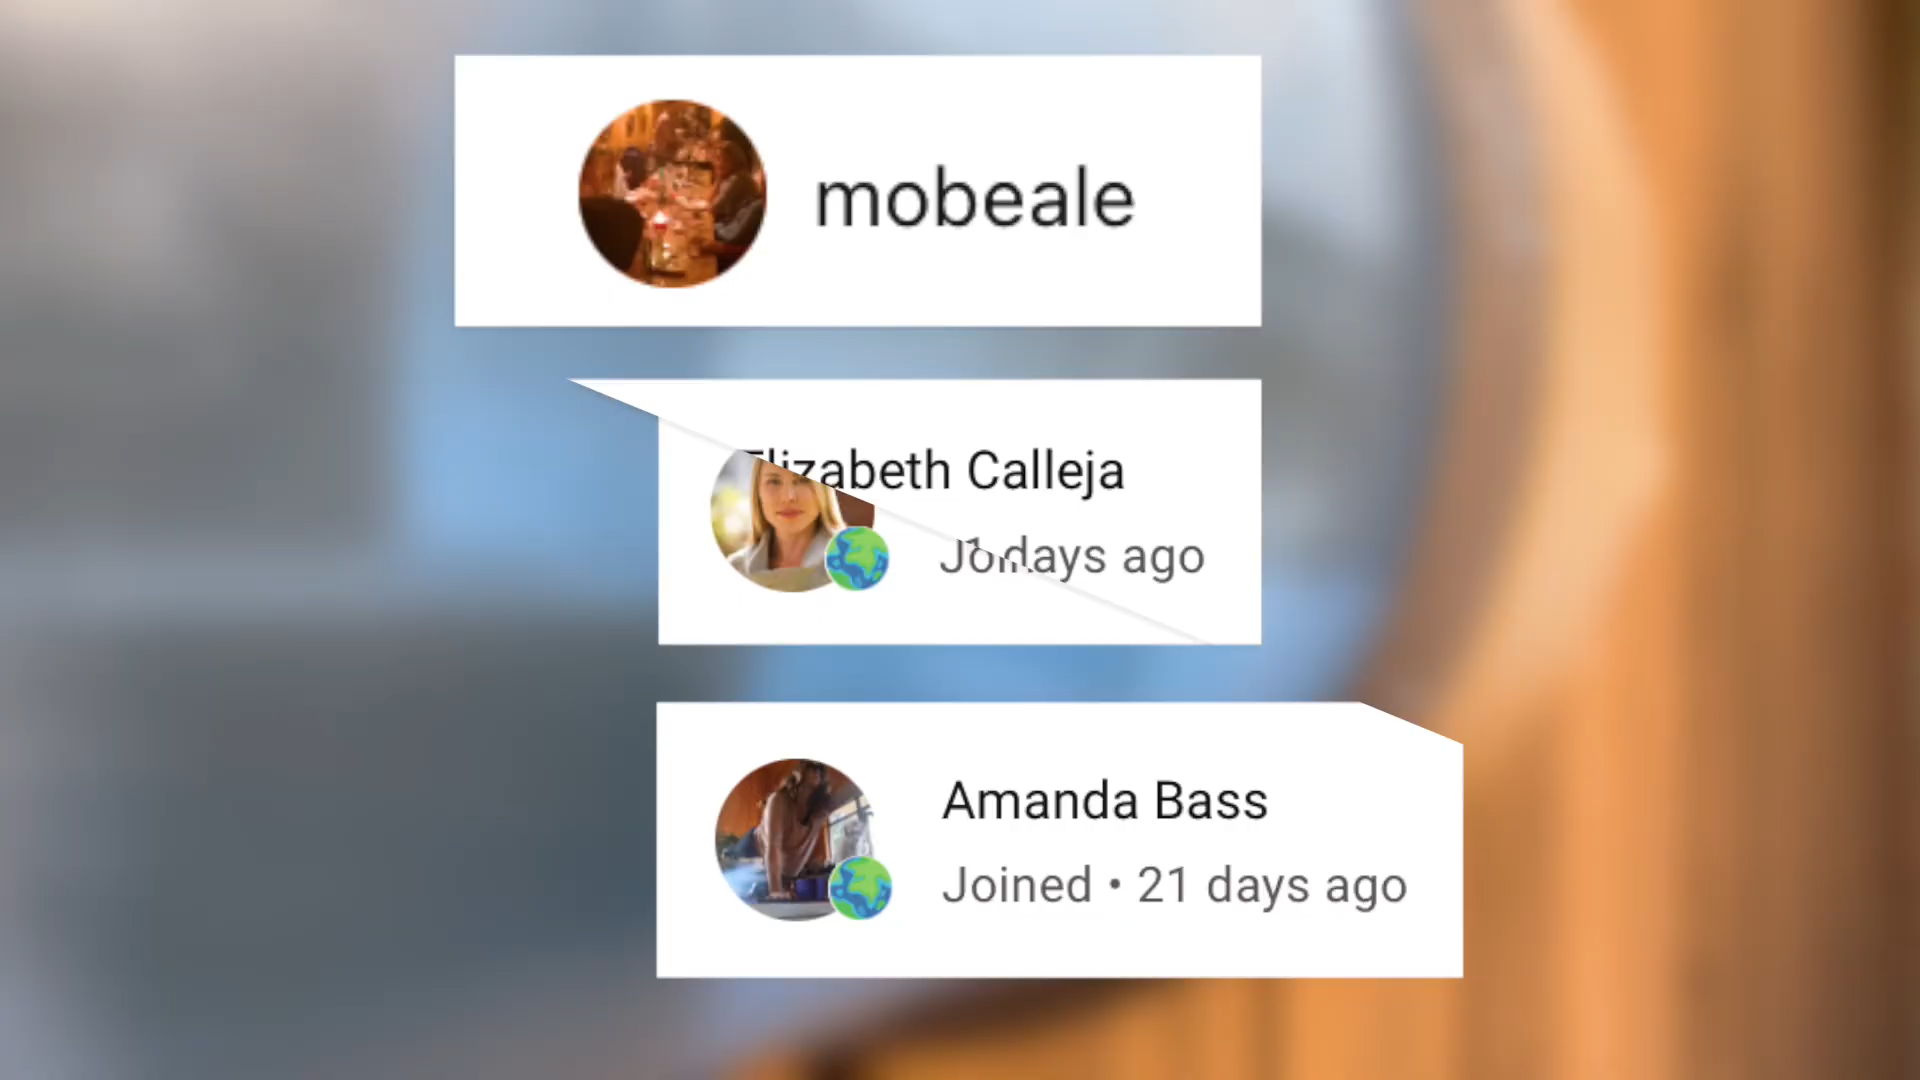 mobeale
Elizabeth Calleja
days ago
Amanda Bass
Joined • 21 days ago